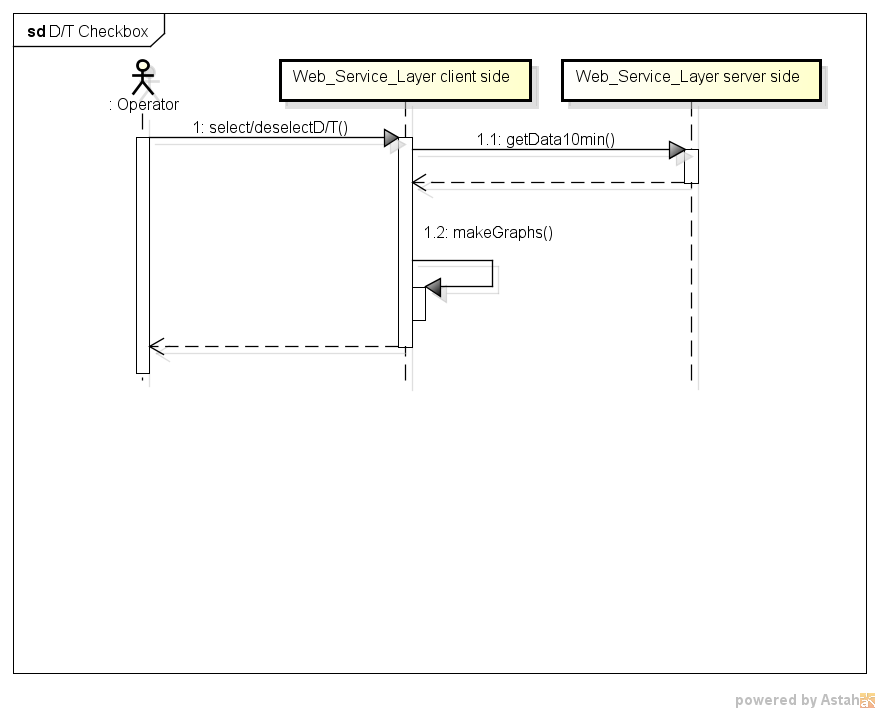 sd D/T Checkbox
: Operator
Web_Service_Layer client side
Web_Service_Layer server side
1: select/deselectD/T()
1.1: getData10min()
1.2: makeGraphs()
powered by Astah